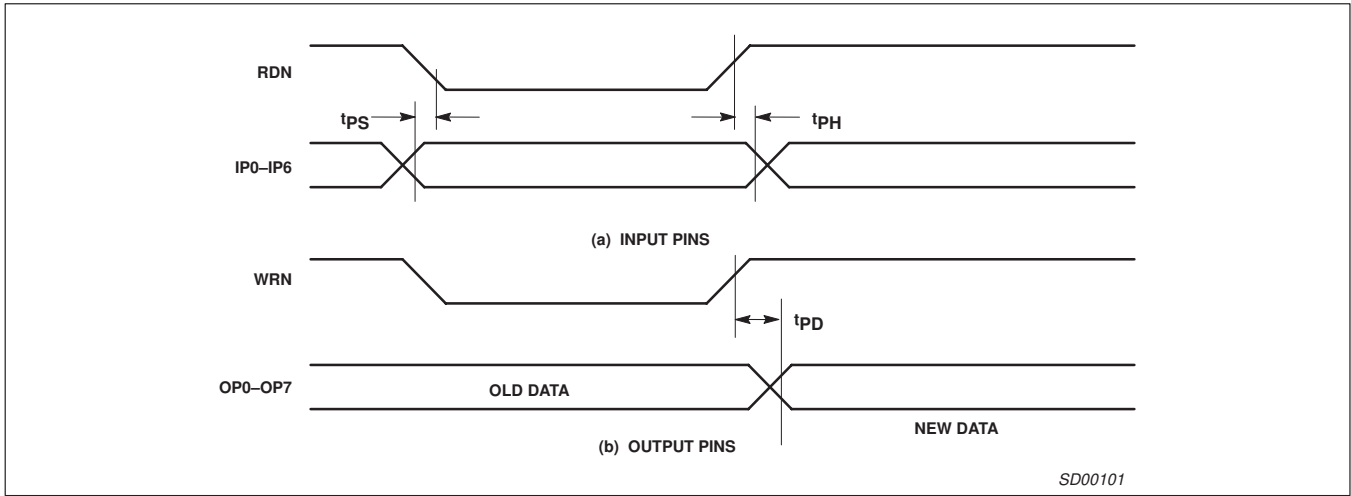 RDN
tPS
tPH
IP0–IP6
(a) INPUT PINS
WRN
tPD
OP0–OP7
OLD DATA
NEW DATA
(b) OUTPUT PINS
SD00101